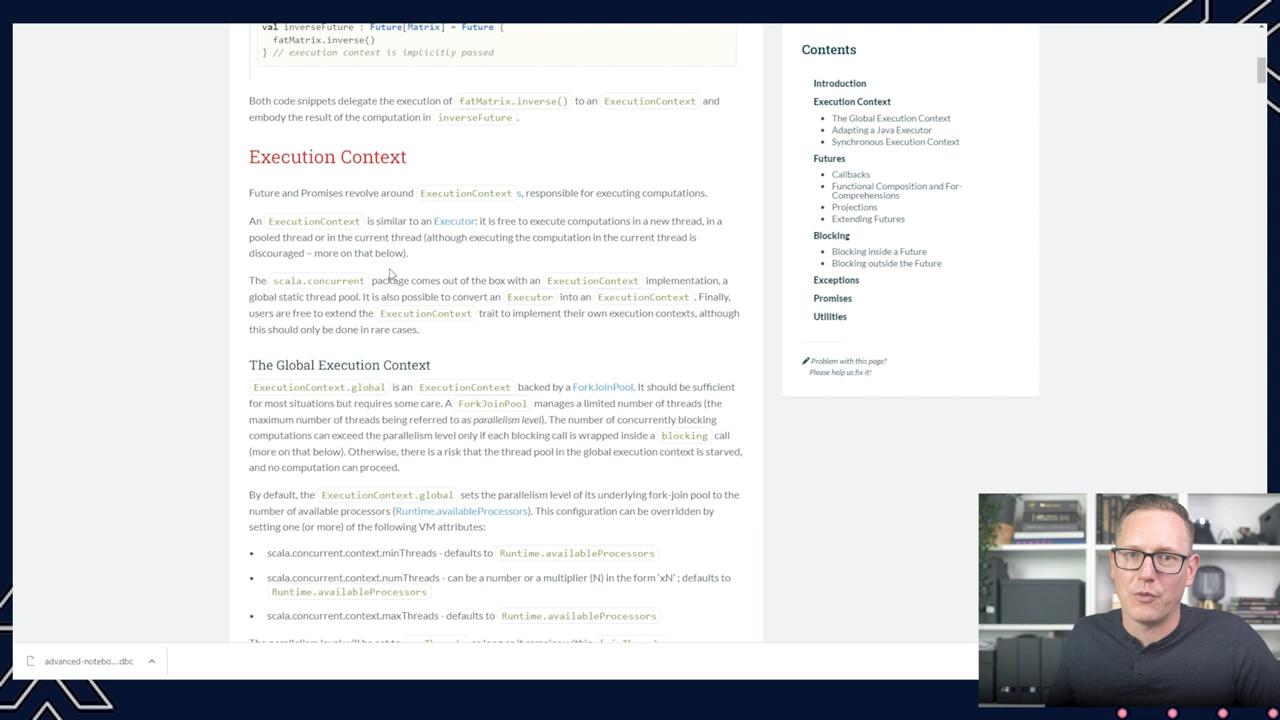 val inverseFuture : Future[Matrix] = Future {
fatMatrix.inverse()
} // execution context is implicitly passed
Both code snippets delegate the execution of fatMatrix.inverse() to an ExecutionContext and
embody the result of the computation in inverseFuture .
Execution Context
Future and Promises revolve around ExecutionContext s, responsible for executing computations.
An ExecutionContext is similar to an Executor: it is free to execute computations in a new thread, in a
pooled thread or in the current thread (although executing the computation in the current thread is
discouraged – more on that below).
The scala.concurrent package comes out of the box with an ExecutionContext implementation, a
global static thread pool. It is also possible to convert an Executor into an ExecutionContext . Finally,
users are free to extend the ExecutionContext trait to implement their own execution contexts, although
this should only be done in rare cases.
The Global Execution Context
ExecutionContext.global is an ExecutionContext backed by a ForkJoinPool. It should be sufficient
for most situations but requires some care. A ForkJoinPool manages a limited number of threads (the
maximum number of threads being referred to as parallelism level). The number of concurrently blocking
computations can exceed the parallelism level only if each blocking call is wrapped inside a blocking call
(more on that below). Otherwise, there is a risk that the thread pool in the global execution context is starved,
and no computation can proceed.
By default, the ExecutionContext.global sets the parallelism level of its underlying fork-join pool to the
number of available processors (Runtime.availableProcessors). This configuration can be overridden by
setting one (or more) of the following VM attributes:
• scala.concurrent.context.minThreads - defaults to Runtime.availableProcessors
• scala.concurrent.context.numThreads - can be a number or a multiplier (N) in the form ‘xN’ ; defaults to
Runtime.availableProcessors
• scala.concurrent.context.maxThreads - defaults to Runtime.availableProcessors
Contents
Introduction
Execution Context
• The Global Execution Context
• Adapting a Java Executor
• Synchronous Execution Context
Futures
• Callbacks
• Functional Composition and For-
Comprehensions
• Projections
• Extending Futures
Blocking
• Blocking inside a Future
• Blocking outside the Future
Exceptions
Promises
Utilities
Problem with this page?
Please help us fix it!
advanced-notebo....dbc